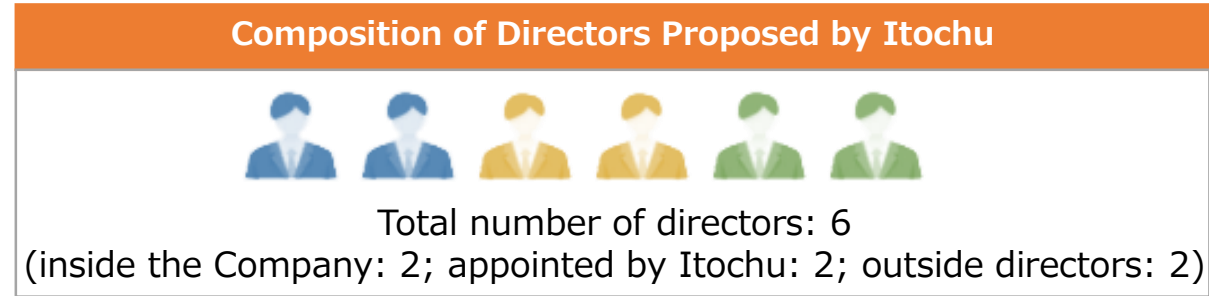 Composition of Directors Proposed by Itochu
Total number of directors: 6
(inside the Company: 2; appointed by Itochu: 2; outside directors: 2)